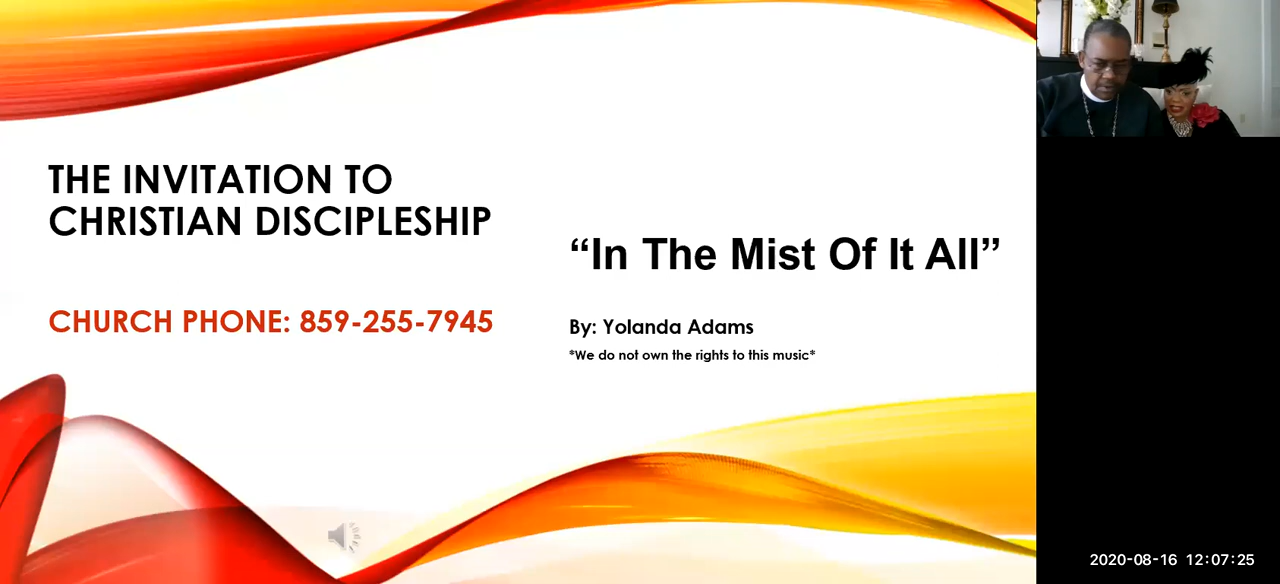 THE INVITATION TO
CHRISTIAN DISCIPLESHIP
CHURCH PHONE: 859-255-7945
“In The Mist Of It All”
By: Yolanda Adams
*We do not own the rights to this music*
2020-08-16 12:07:25